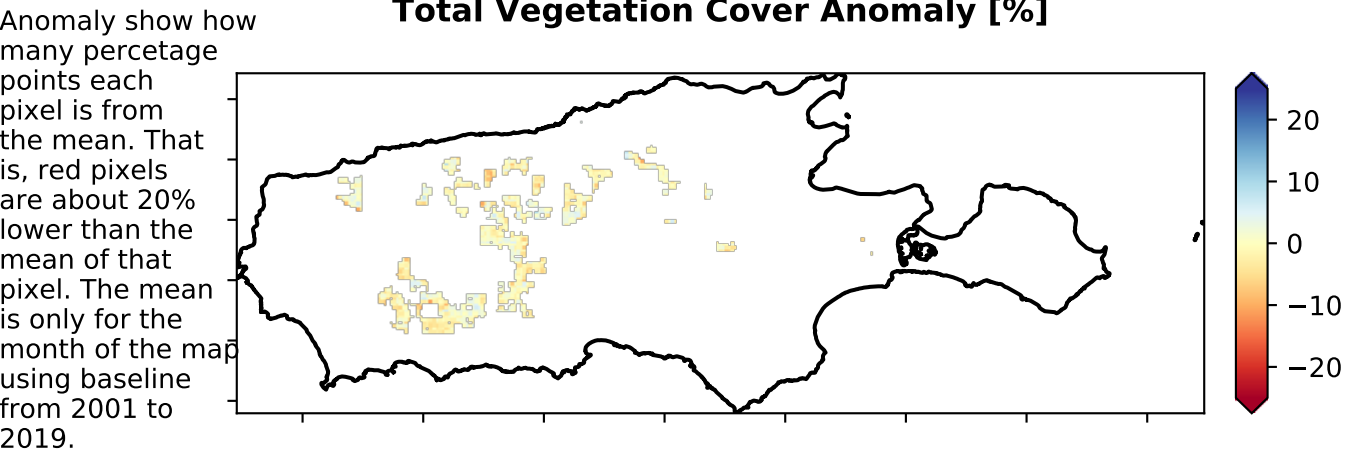 Total Vegetation Cover Anomaly [%]
Anomaly show how
many percetage
points each
pixel is from
the mean. That
is, red pixels
are about 20%
lower than the
mean of that
pixel. The mean
is only for the
month of the map
using baseline
from 2001 to
2019.
20
10
0
−10
−20